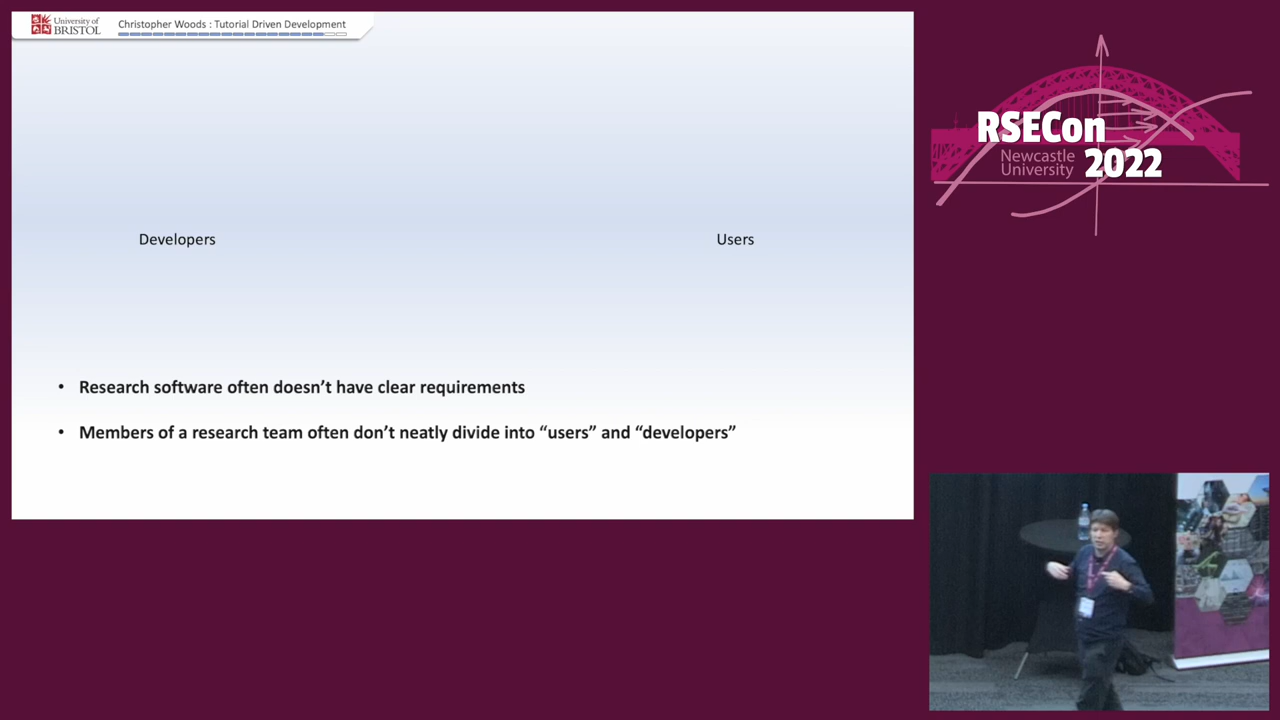 University of
BRISTOL
Christopher Woods : Tutorial Driven Development
Developers
Users
• Research software often doesn’t have clear requirements
• Members of a research team often don’t neatly divide into “users” and “developers”
RSECon
Newcastle
University
2022